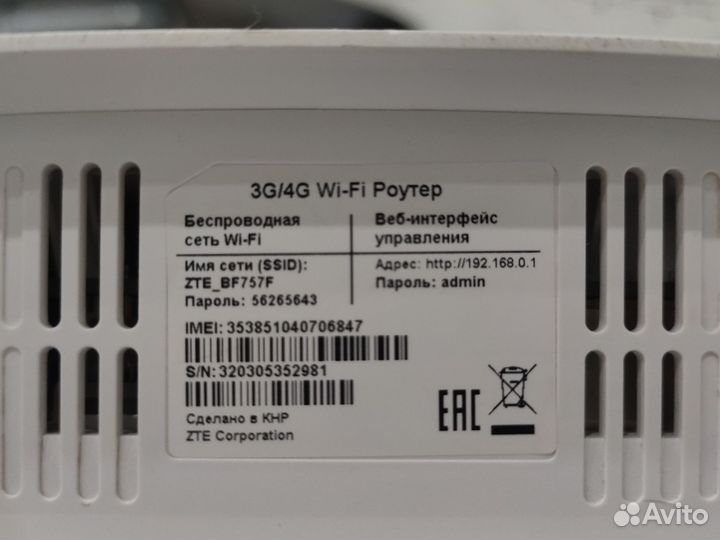 3G/4G Wi-Fi Роутер
Беспроводная
сеть Wi-Fi
Имя сети (SSID):
ZTE_BF757F
Пароль: 56265643
Веб-интерфейс
управления
Адрес: http://192.168.0.1
Пароль: admin
IMEI: 353851040706847
S/N: 320305352981
Сделано в КНР
ZTE Corporation
EAC
Avito